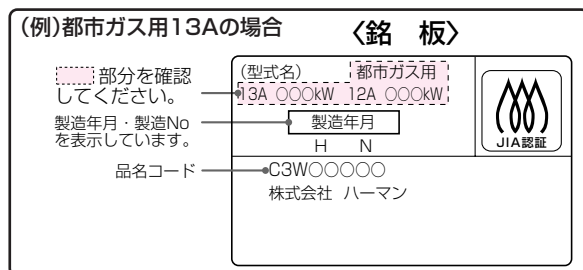 (例)都市ガス用13Aの場合
〈銘 板〉
部分を確認
してください。
製造年月・製造No
を表示しています。
品名コード
(型式名) 都市ガス用
13A ○○○kW 12A ○○○kW
製造年月
H N
C3W○○○○○
株式会社 ハーマン
JIA認証